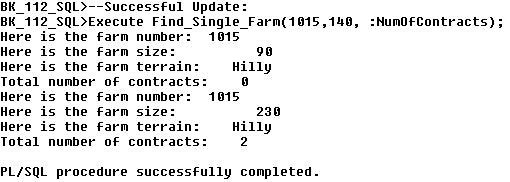 BK_112_SQL>--Successful Update:
BK_112_SQL>Execute Find_Single_Farm(1015,140, :NumOfContracts);
Here is the farm number:  1015
Here is the farm size:        90
Here is the farm terrain:    Hilly
Total number of contracts:    0
Here is the farm number:  1015
Here is the farm size:        230
Here is the farm terrain:    Hilly
Total number of contracts:    2
PL/SQL procedure successfully completed.